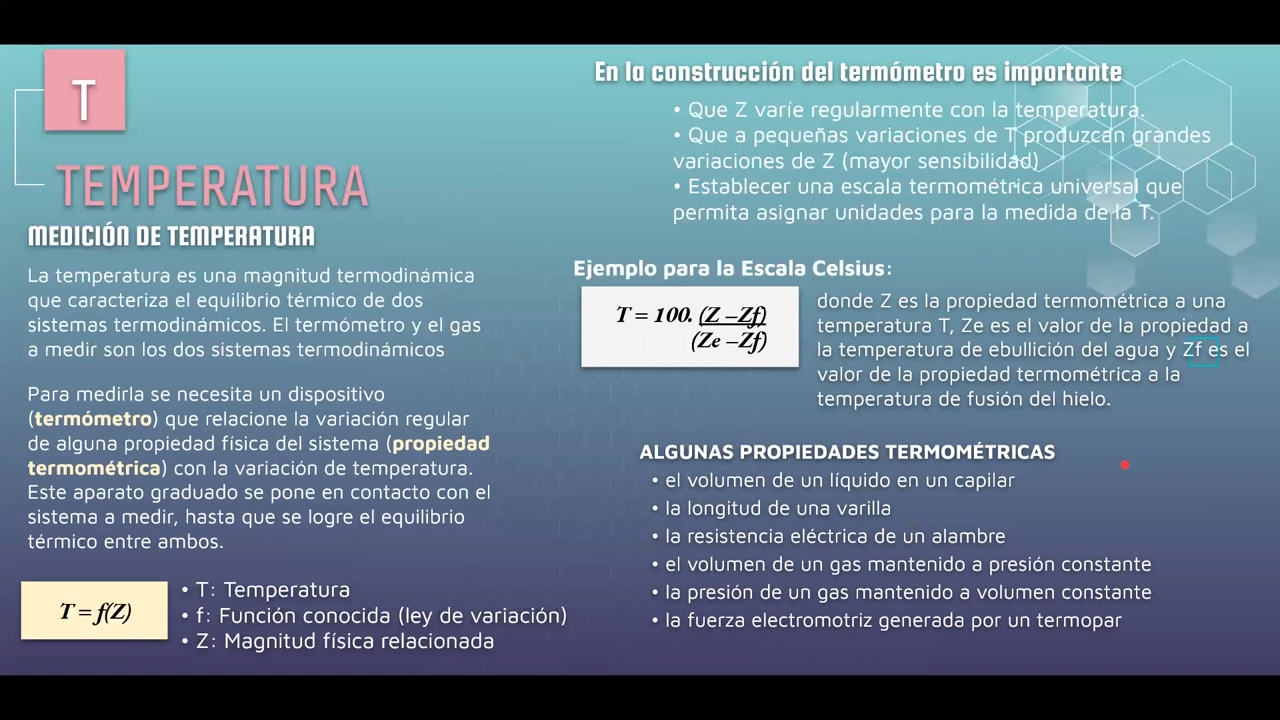 T
TEMPERATURA
MEDICIÓN DE TEMPERATURA
La temperatura es una magnitud termodinámica
que caracteriza el equilibrio térmico de dos
sistemas termodinámicos. El termómetro y el gas
a medir son los dos sistemas termodinámicos
Para medirla se necesita un dispositivo
(termómetro) que relacione la variación regular
de alguna propiedad física del sistema (propiedad
termométrica) con la variación de temperatura.
Este aparato graduado se pone en contacto con el
sistema a medir, hasta que se logre el equilibrio
térmico entre ambos.
T = f(Z)
• T: Temperatura
• f: Función conocida (ley de variación)
• Z: Magnitud física relacionada
En la construcción del termómetro es importante
• Que Z varíe regularmente con la temperatura.
• Que a pequeñas variaciones de T produzcan grandes
variaciones de Z (mayor sensibilidad)
• Establecer una escala termométrica universal que
permita asignar unidades para la medida de la T.
Ejemplo para la Escala Celsius:
T = 100. (Z –Zf)
(Ze –Zf)
donde Z es la propiedad termométrica a una
temperatura T, Ze es el valor de la propiedad a
la temperatura de ebullición del agua y Zf es el
valor de la propiedad termométrica a la
temperatura de fusión del hielo.
ALGUNAS PROPIEDADES TERMOMÉTRICAS
• el volumen de un líquido en un capilar
• la longitud de una varilla
• la resistencia eléctrica de un alambre
• el volumen de un gas mantenido a presión constante
• la presión de un gas mantenido a volumen constante
• la fuerza electromotriz generada por un termopar